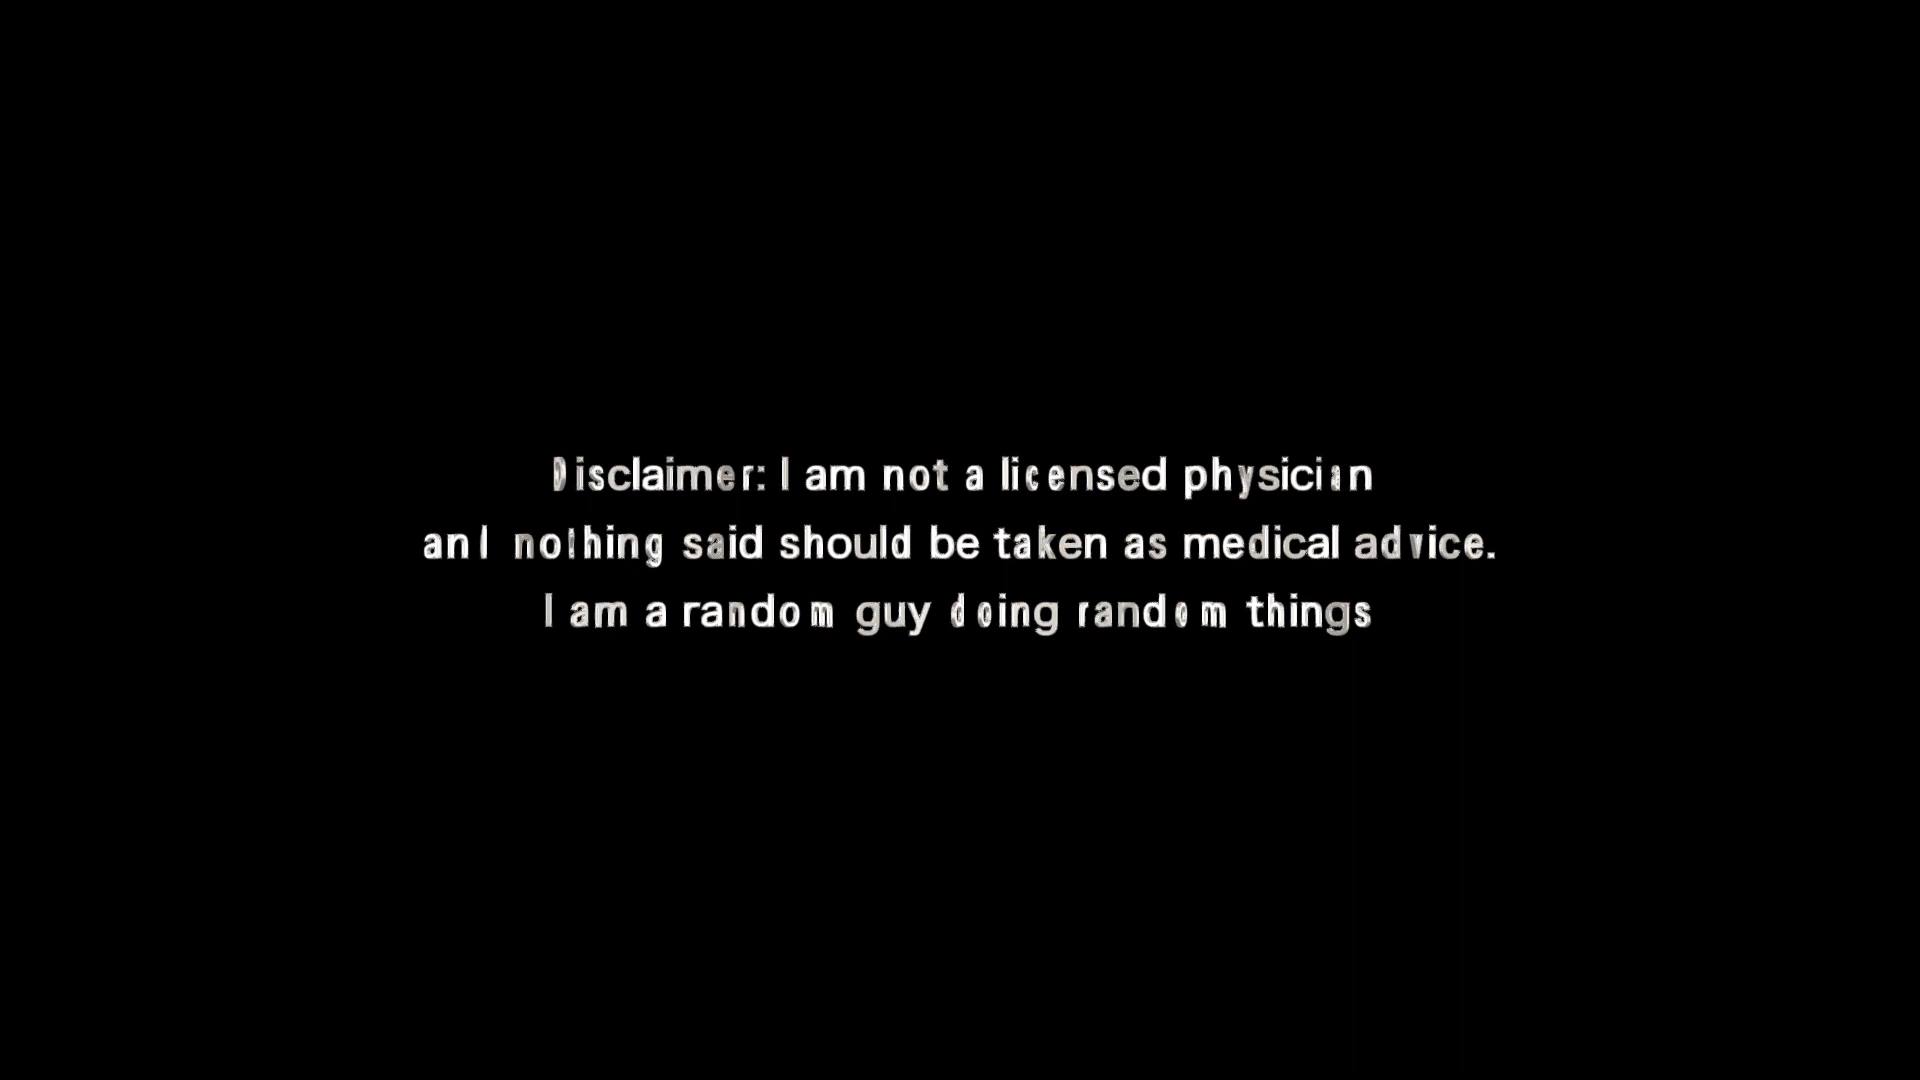 Disclaimer: I am not a licensed physician
and nothing said should be taken as medical advice.
I am a random guy doing random things